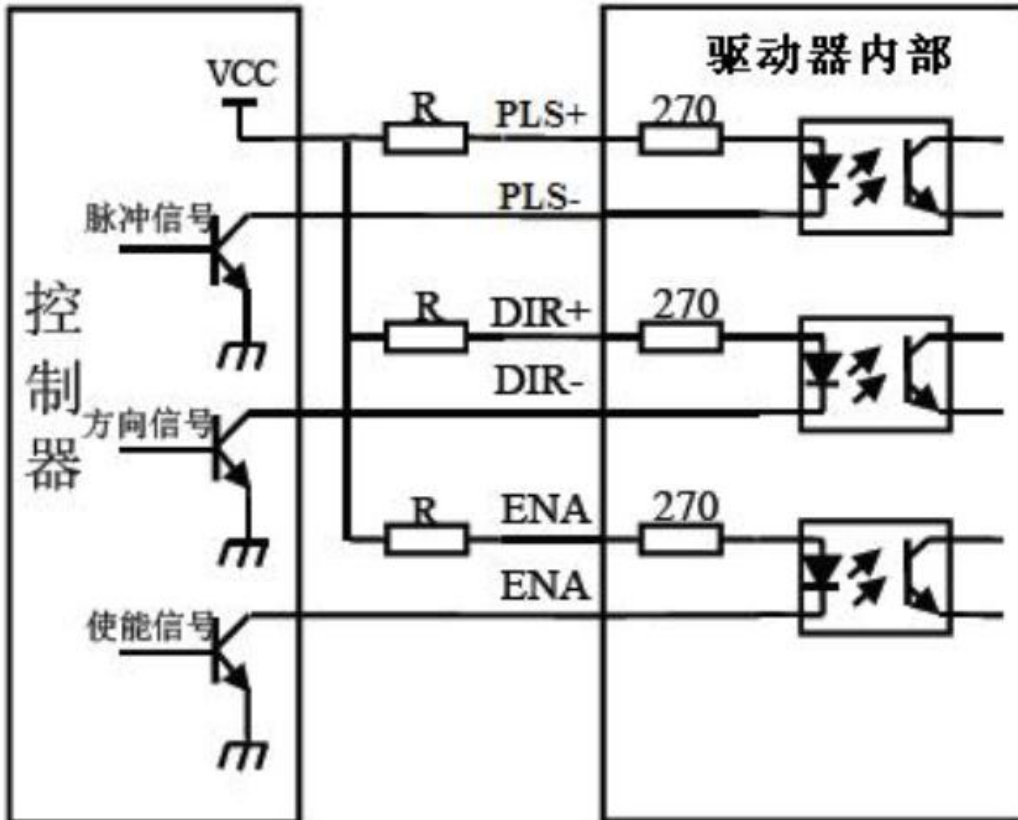 驱动器内部
VCC
R
PLS+
270
脉冲信号
PLS-
控制器
R
DIR+
270
方向信号
DIR-
R
ENA
270
使能信号
ENA